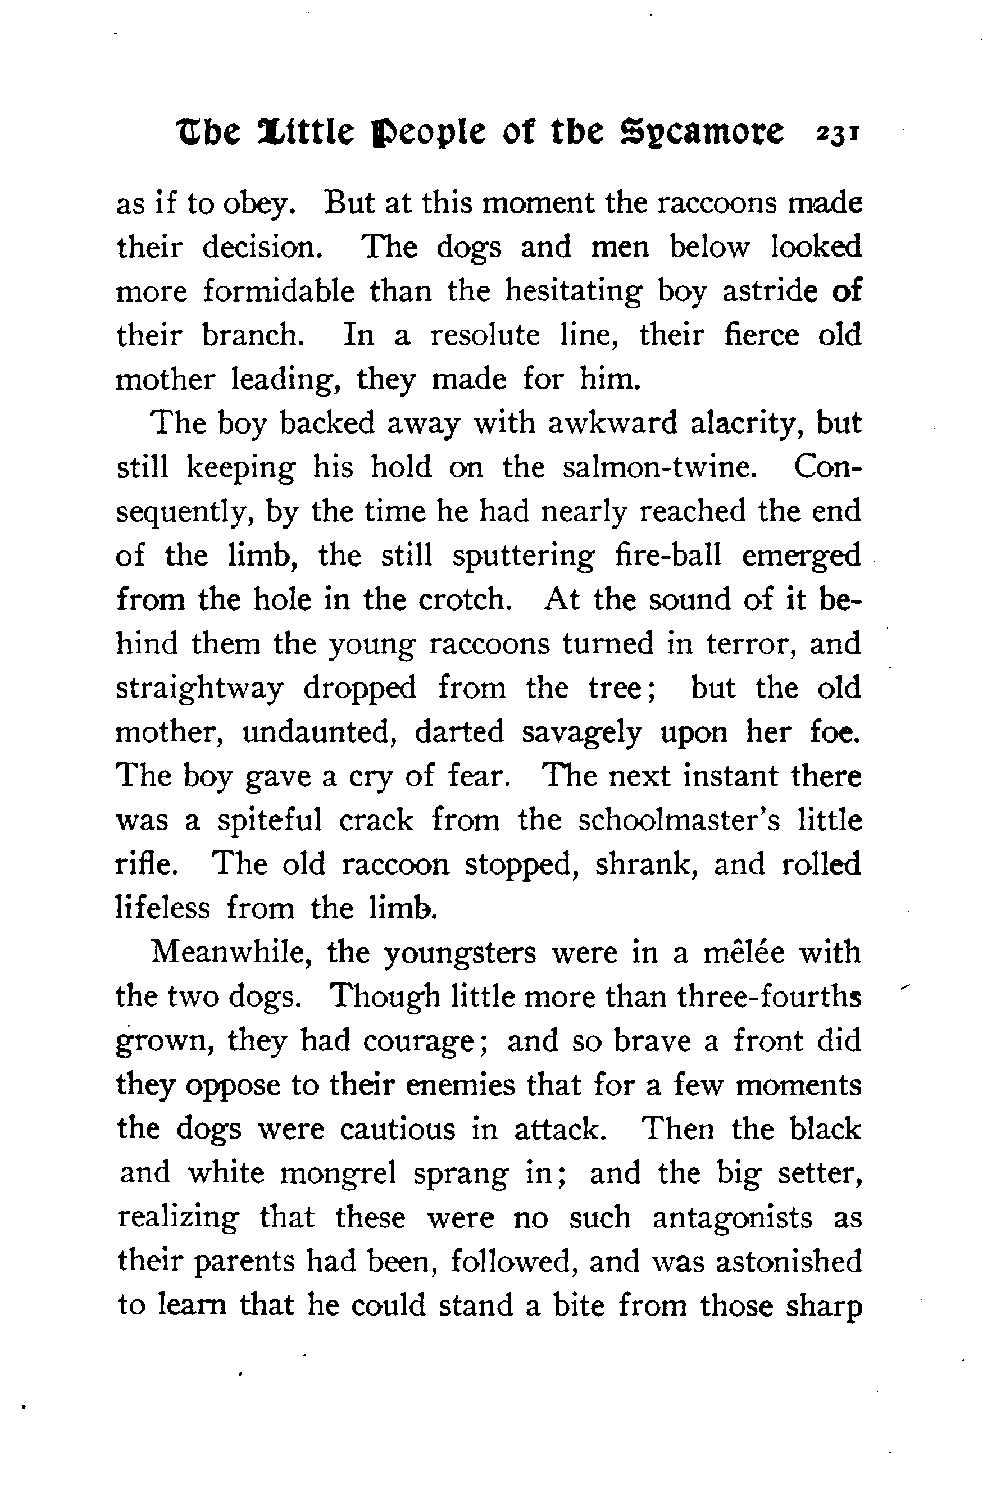 The Little People of the Sycamore 231
as if to obey. But at this moment the raccoons made
their decision. The dogs and men below looked
more formidable than the hesitating boy astride of
their branch. In a resolute line, their fierce old
mother leading, they made for him.
The boy backed away with awkward alacrity, but
still keeping his hold on the salmon-twine. Con-
sequently, by the time he had nearly reached the end
of the limb, the still sputtering fire-ball emerged
from the hole in the crotch. At the sound of it be-
hind them the young raccoons turned in terror, and
straightway dropped from the tree; but the old
mother, undaunted, darted savagely upon her foe.
The boy gave a cry of fear. The next instant there
was a spiteful crack from the schoolmaster's little
rifle. The old raccoon stopped, shrank, and rolled
lifeless from the limb.
Meanwhile, the youngsters were in a mêlée with
the two dogs. Though little more than three-fourths
grown, they had courage; and so brave a front did
they oppose to their enemies that for a few moments
the dogs were cautious in attack. Then the black
and white mongrel sprang in; and the big setter,
realizing that these were no such antagonists as
their parents had been, followed, and was astonished
to learn that he could stand a bite from those sharp